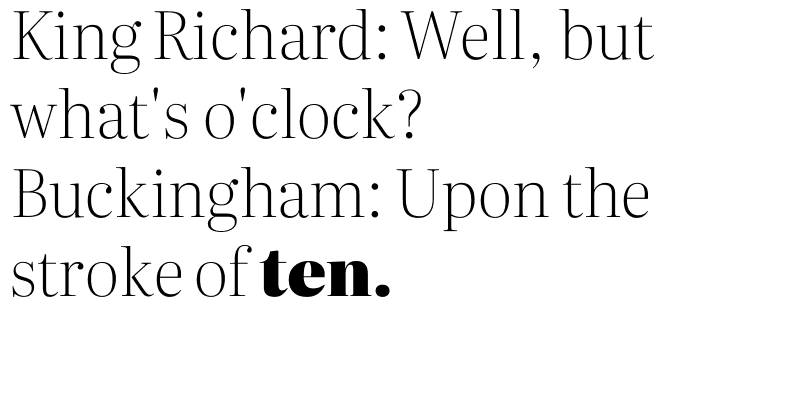 King Richard: Well, but
what's o'clock?
Buckingham: Upon the
stroke of ten.